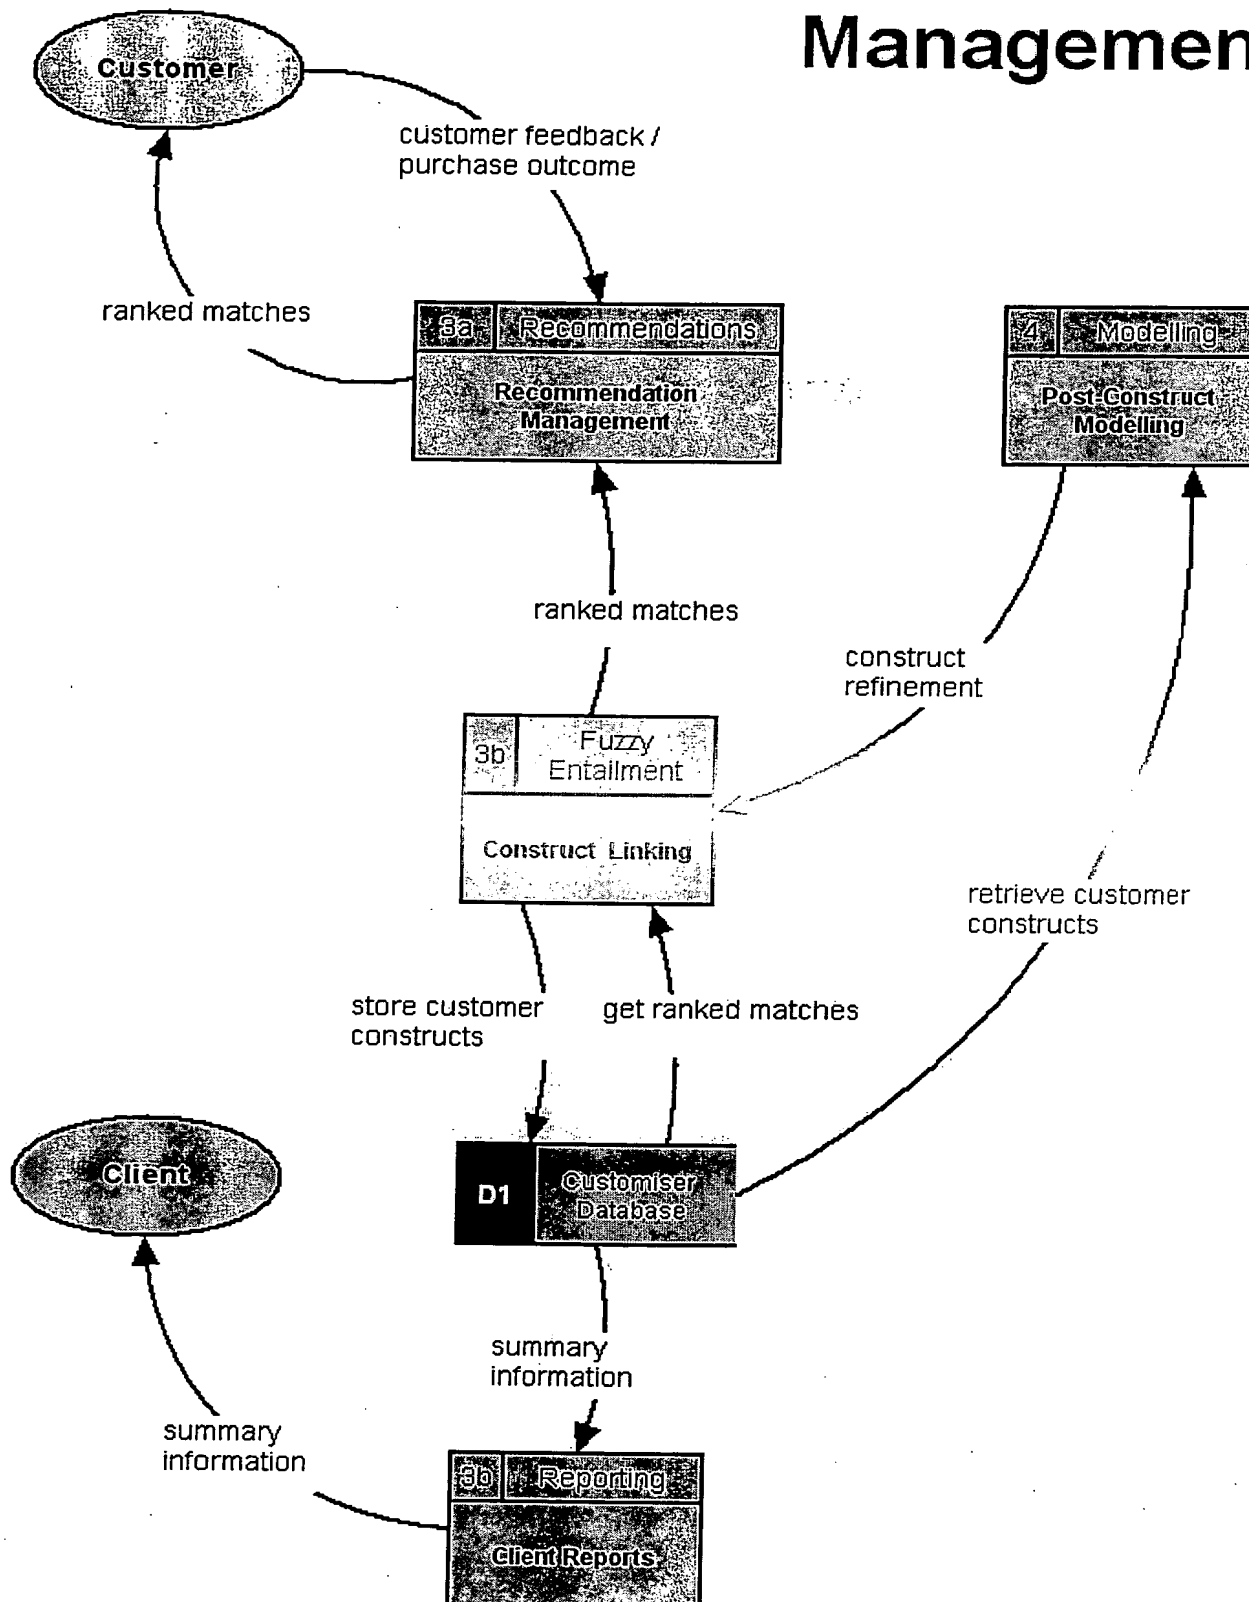 Managemen
Customer
customer feedback /
purchase outcome
ranked matches
3a Recommendations
Recommendation
Management
4 Modelling
Post-Construct
Modelling
ranked matches
construct
refinement
3b Fuzzy
Entailment
Construct Linking
retrieve customer
constructs
store customer
constructs
get ranked matches
Client
D1 Customiser
Database
summary
information
summary
information
3b Reporting
Client Reports